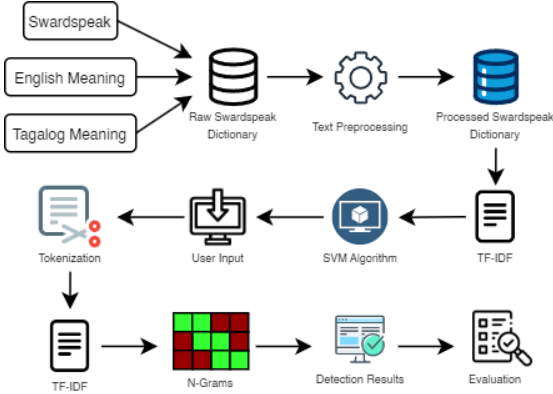 Swardspeak
English Meaning
Tagalog Meaning
Raw Swardspeak
Dictionary
Text Preprocessing
Processed Swardspeak
Dictionary
Tokenization
User Input
SVM Algorithm
TF-IDF
TF-IDF
N-Grams
Detection Results
Evaluation